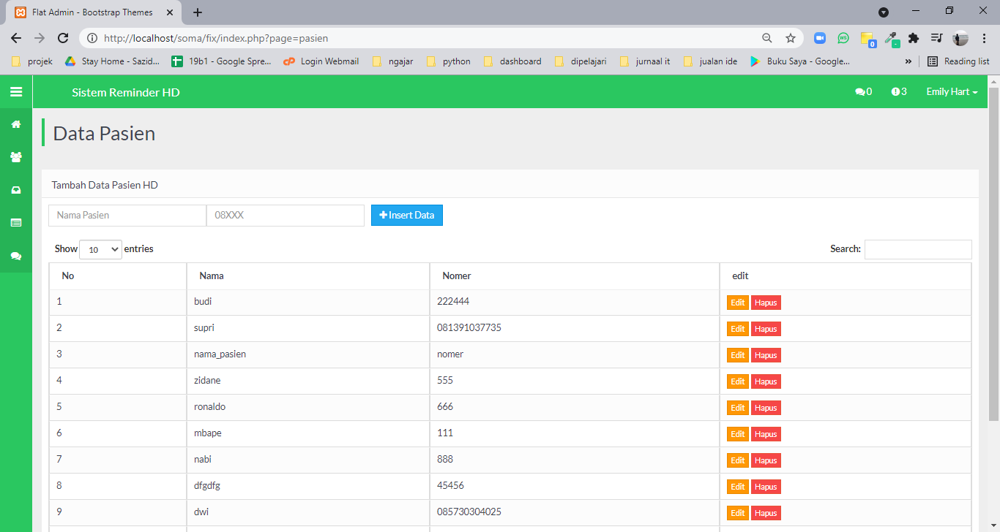 Flat Admin - Bootstrap Themes
http://localhost/soma/fix/index.php?page=pasien
projek Stay Home - Sazid... 19b1 - Google Spre... Login Webmail ngajar python dashboard dipelajari jurnaal it jualan ide Buku Saya - Google... » Reading list
Sistem Reminder HD 0 3 Emily Hart
Data Pasien
Tambah Data Pasien HD
Nama Pasien 08XXX Insert Data
Show 10 entries Search:
No Nama Nomer edit
1 budi 222444 Edit Hapus
2 supri 081391037735 Edit Hapus
3 nama_pasien nomer Edit Hapus
4 zidane 555 Edit Hapus
5 ronaldo 666 Edit Hapus
6 mbape 111 Edit Hapus
7 nabi 888 Edit Hapus
8 dfgdfg 45456 Edit Hapus
9 dwi 085730304025 Edit Hapus